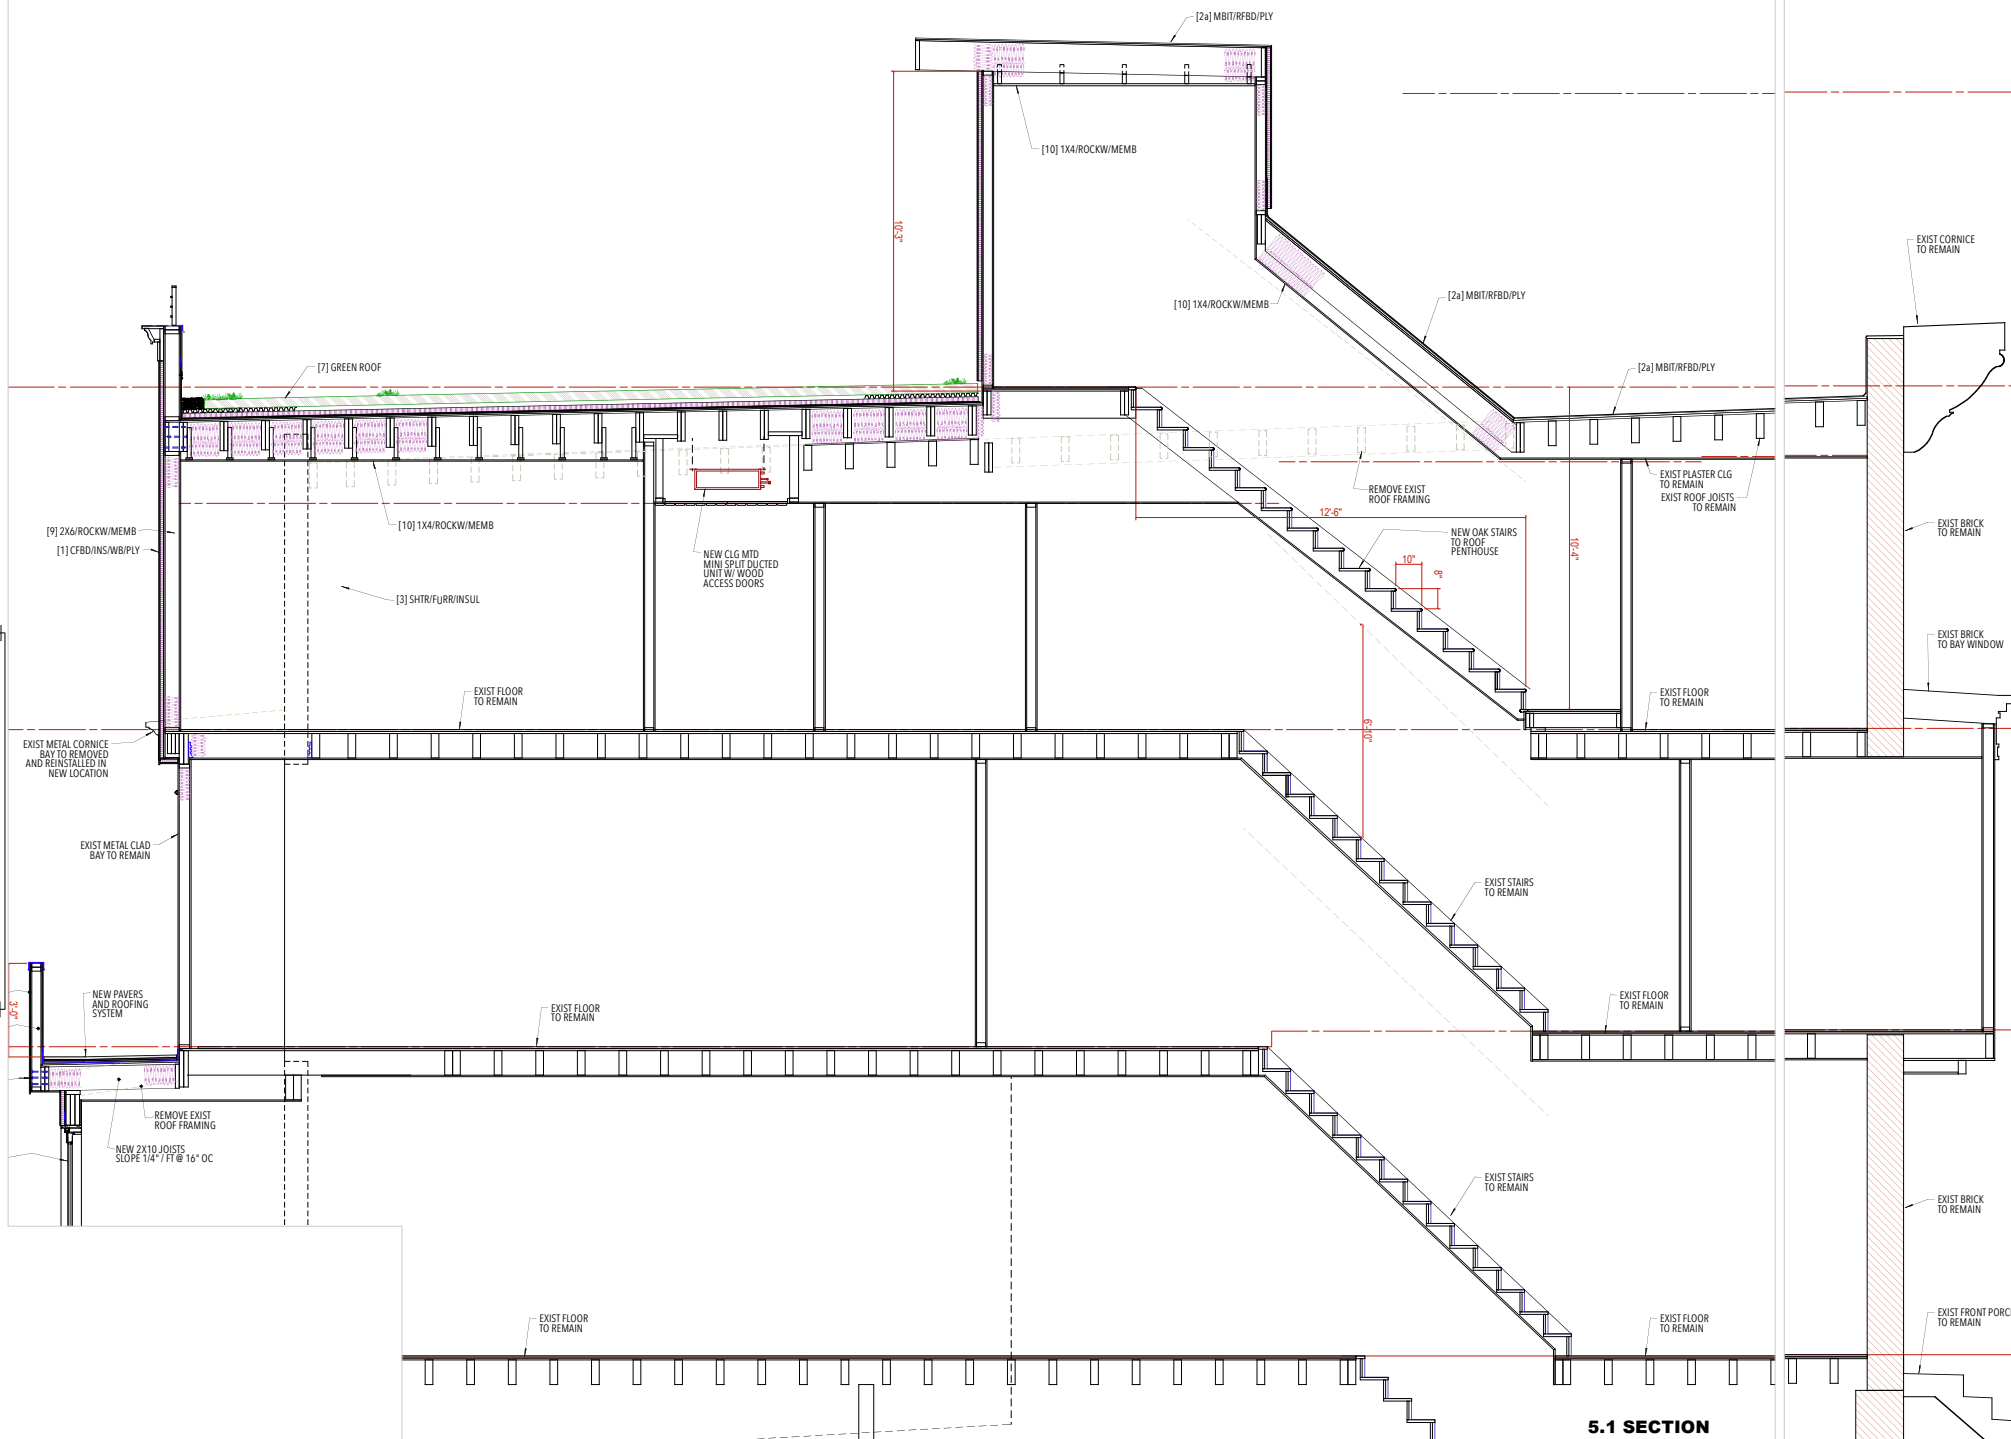 [2a] MBIT/RFBD/PLY
[10] 1X4/ROCKW/MEMB
10'-3"
EXIST CORNICE
TO REMAIN
[2a] MBIT/RFBD/PLY
[10] 1X4/ROCKW/MEMB
[7] GREEN ROOF
[2a] MBIT/RFBD/PLY
EXIST PLASTER CLG
TO REMAIN
EXIST ROOF JOISTS
TO REMAIN
REMOVE EXIST
ROOF FRAMING
12'-6"
[9] 2X6/ROCKW/MEMB
[1] CFBD/INS/WB/PLY
[10] 1X4/ROCKW/MEMB
NEW CLG MTD
MINI SPLIT DUCTED
UNIT W/ WOOD
ACCESS DOORS
NEW OAK STAIRS
TO ROOF
PENTHOUSE
10'-4"
EXIST BRICK
TO REMAIN
10"
8"
[3] SHTR/FURR/INSUL
EXIST BRICK
TO BAY WINDOW
EXIST FLOOR
TO REMAIN
EXIST FLOOR
TO REMAIN
6'-10"
EXIST METAL CORNICE
BAY TO REMOVED
AND REINSTALLED IN
NEW LOCATION
EXIST METAL CLAD
BAY TO REMAIN
EXIST STAIRS
TO REMAIN
3'-0"
NEW PAVERS
AND ROOFING
SYSTEM
EXIST FLOOR
TO REMAIN
EXIST FLOOR
TO REMAIN
REMOVE EXIST
ROOF FRAMING
NEW 2X10 JOISTS
SLOPE 1/4" / FT @ 16" OC
EXIST STAIRS
TO REMAIN
EXIST BRICK
TO REMAIN
EXIST FLOOR
TO REMAIN
EXIST FLOOR
TO REMAIN
EXIST FRONT PORC
TO REMAIN
5.1 SECTION